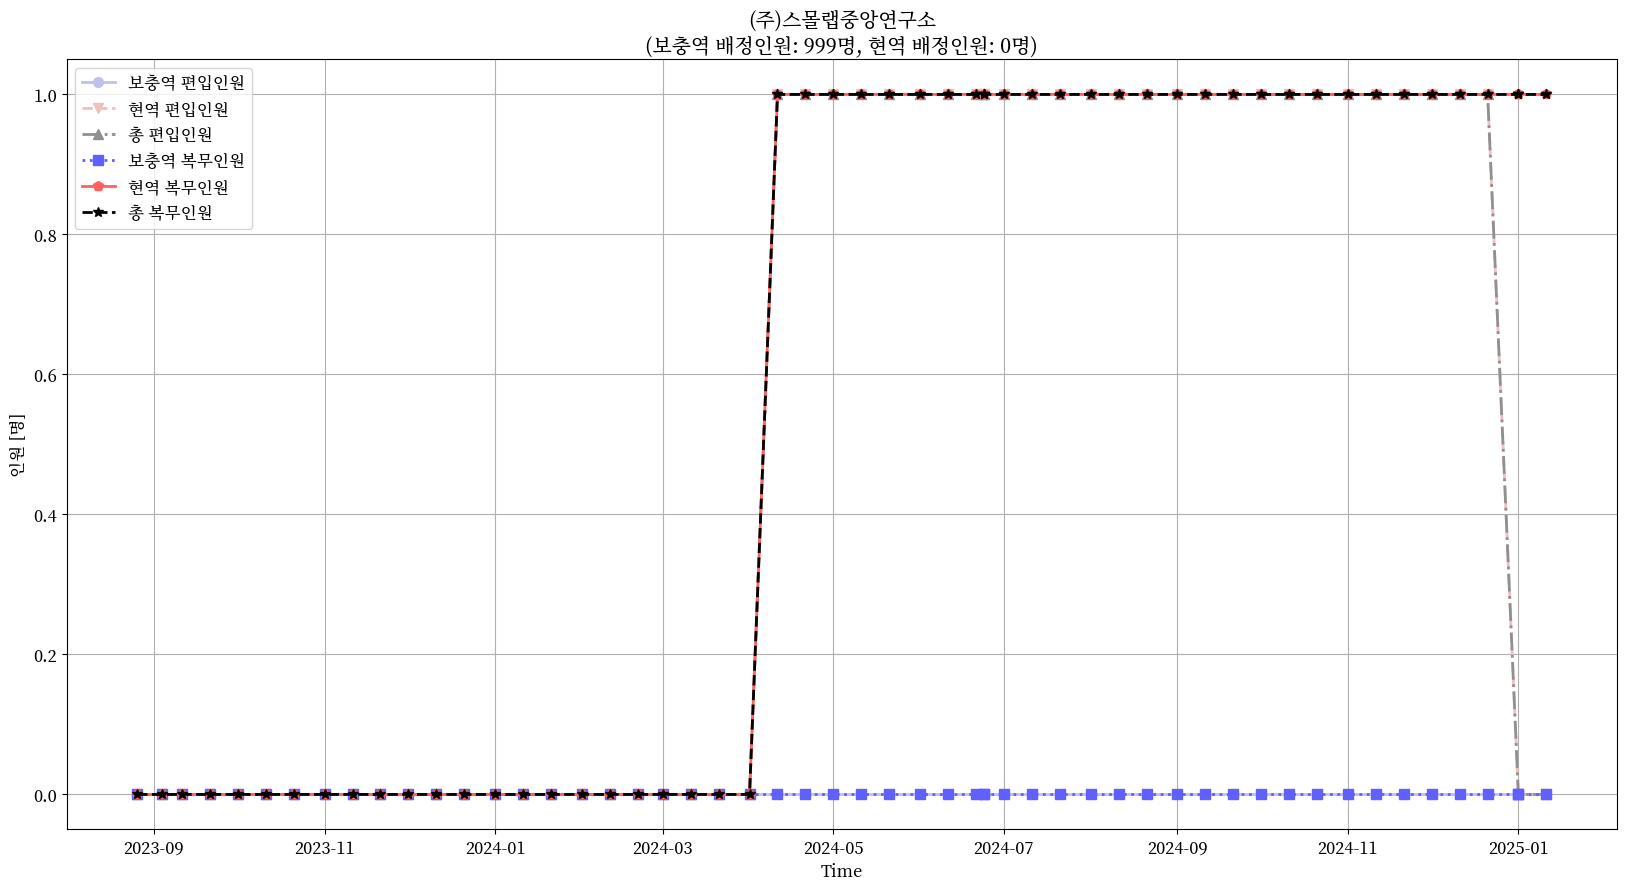 (주)스몰랩중앙연구소
(보충역 배정인원: 999명, 현역 배정인원: 0명)
보충역 편입인원
현역 편입인원
총 편입인원
보충역 복무인원
현역 복무인원
총 복무인원
1.0
0.8
0.6
0.4
0.2
0.0
인원 [명]
2023-09 2023-11 2024-01 2024-03 2024-05 2024-07 2024-09 2024-11 2025-01
Time